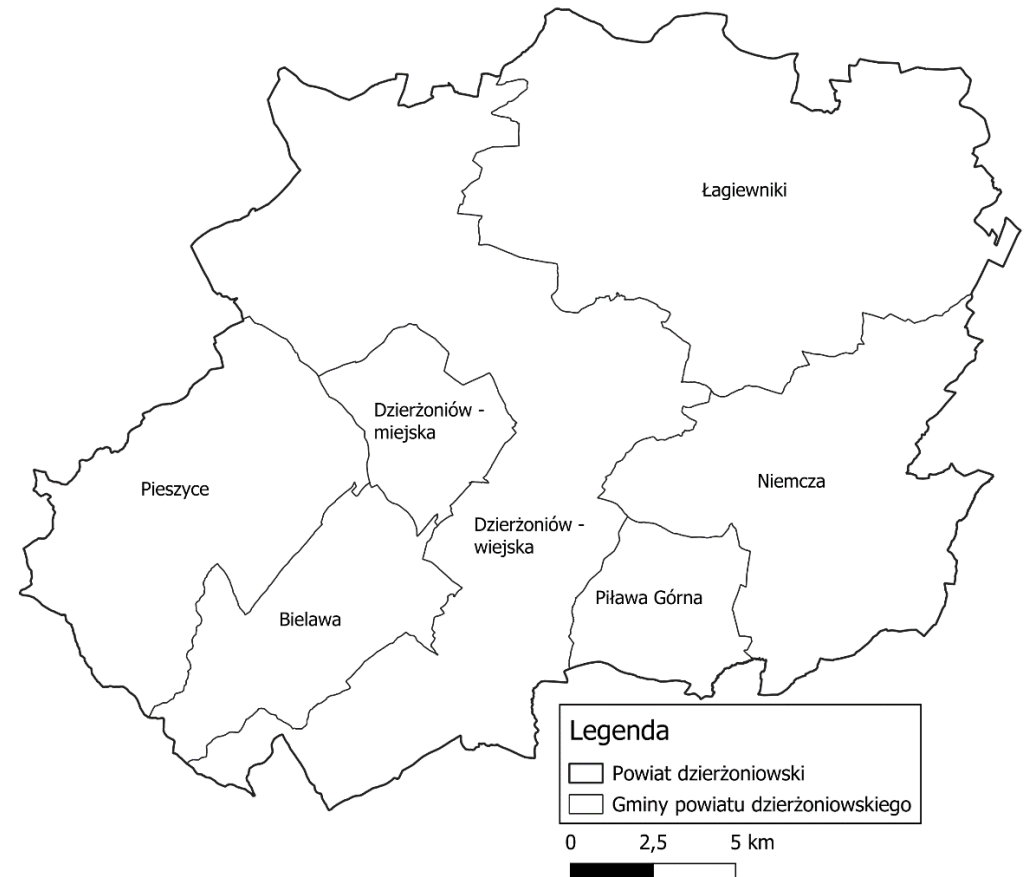 Łagiewniki
Dzierżoniów -
miejska
Pieszyce
Niemcza
Dzierżoniów -
wiejska
Piława Górna
Bielawa
Legenda
Powiat dzierżoniowski
Gminy powiatu dzierżoniowskiego
0 2,5 5 km